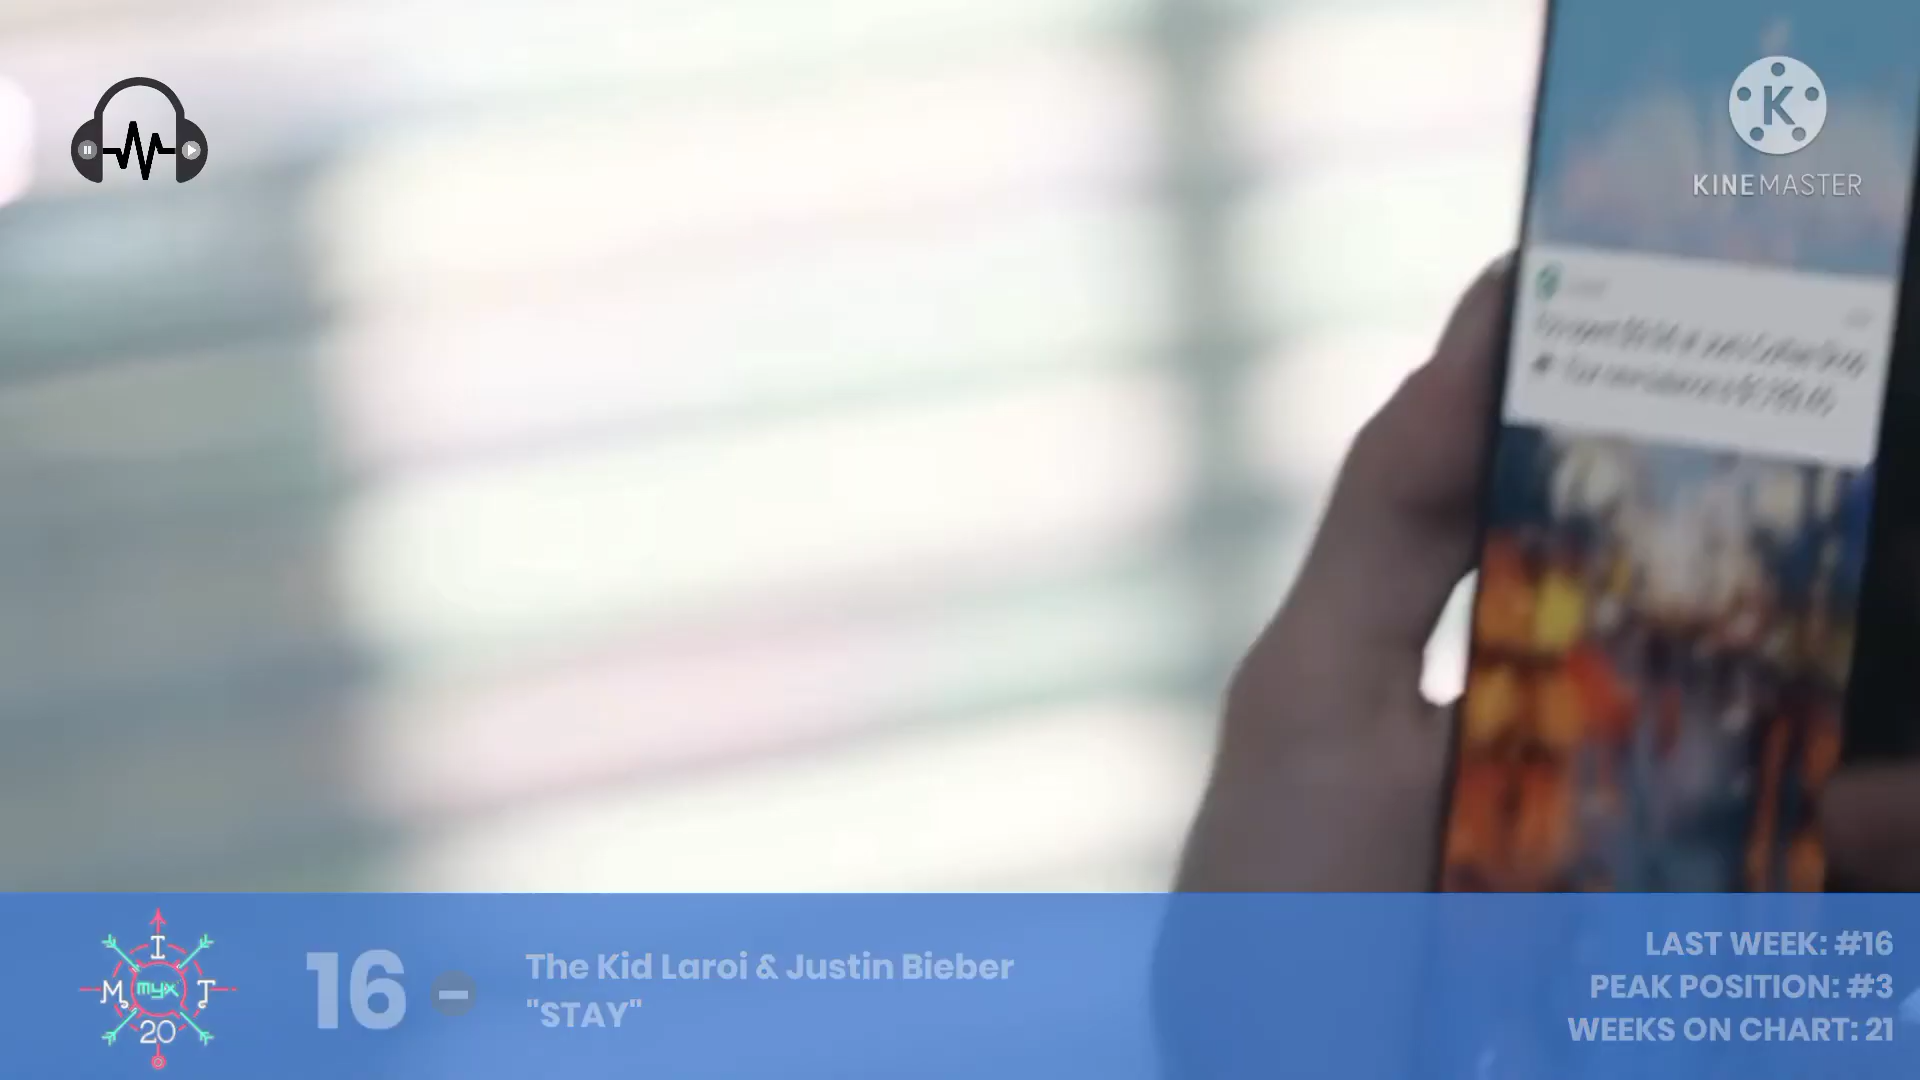 KINEMASTER
I
M myx T
20
16
The Kid Laroi & Justin Bieber
"STAY"
LAST WEEK: #16
PEAK POSITION: #3
WEEKS ON CHART: 21